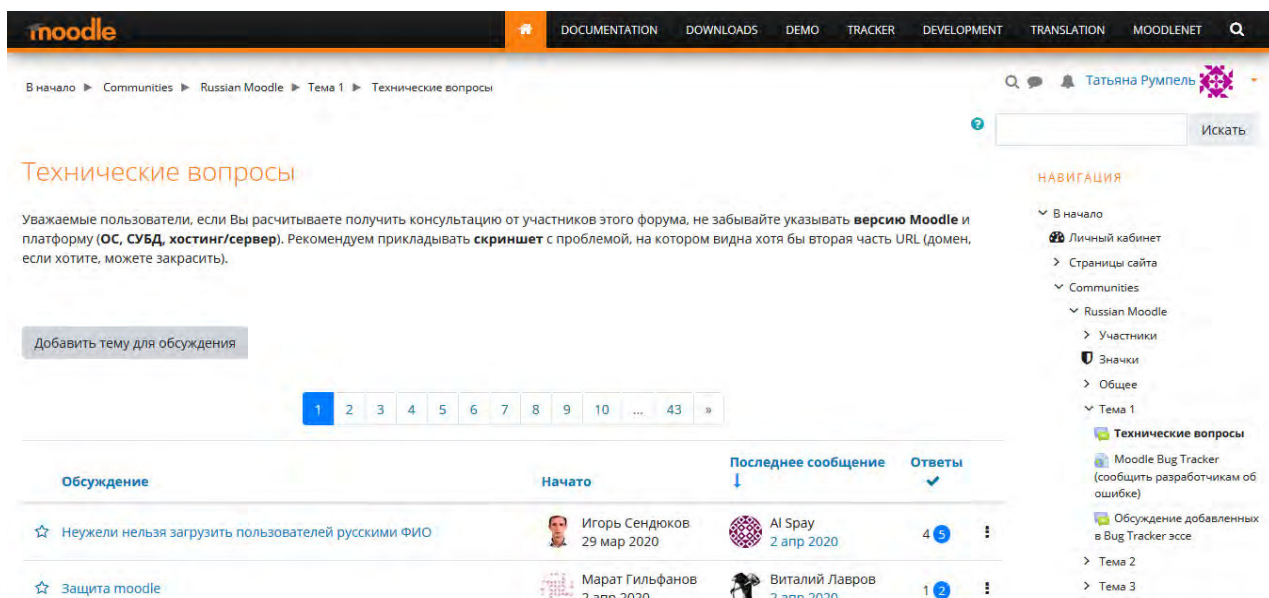 moodle
DOCUMENTATION DOWNLOADS DEMO TRACKER DEVELOPMENT TRANSLATION MOODLENET
В начало ▶ Communities ▶ Russian Moodle ▶ Тема 1 ▶ Технические вопросы
Татьяна Румпель
Искать
Технические вопросы
Уважаемые пользователи, если Вы расчитываете получить консультацию от участников этого форума, не забывайте указывать версию Moodle и
платформу (ОС, СУБД, хостинг/сервер). Рекомендуем прикладывать скриншет с проблемой, на котором видна хотя бы вторая часть URL (домен,
если хотите, можете закрасить).
Добавить тему для обсуждения
1 2 3 4 5 6 7 8 9 10 ... 43 »
Обсуждение Начато Последнее сообщение Ответы
Неужели нельзя загрузить пользователей русскими ФИО
Игорь Сендюков
29 мар 2020
Al Spay
2 апр 2020
4 5
Защита moodle
Марат Гильфанов
2 апр 2020
Виталий Лавров
2 апр 2020
1 2
НАВИГАЦИЯ
В начало
Личный кабинет
Страницы сайта
Communities
Russian Moodle
Участники
Значки
Общее
Тема 1
Технические вопросы
Moodle Bug Tracker
(сообщить разработчикам об
ошибке)
Обсуждение добавленных
в Bug Tracker эссе
Тема 2
Тема 3